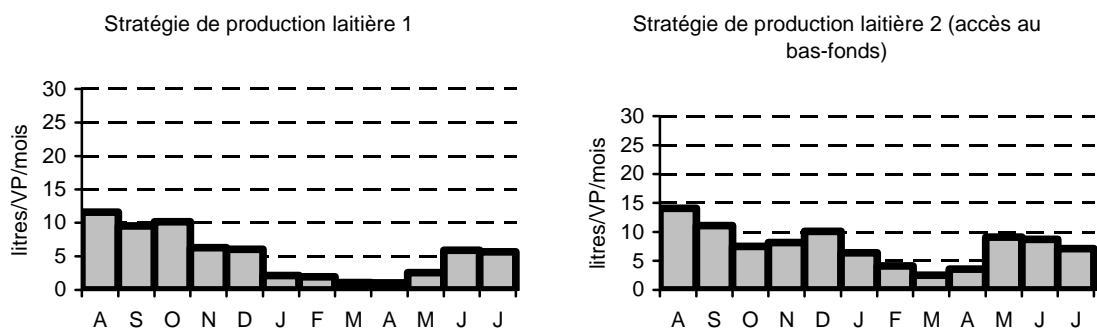 Stratégie de production laitière 1
litres/VP/mois
30
25
20
15
10
5
0
A S O N D J F M A M J J
Stratégie de production laitière 2 (accès au
bas-fonds)
litres/VP/mois
30
25
20
15
10
5
0
A S O N D J F M A M J J